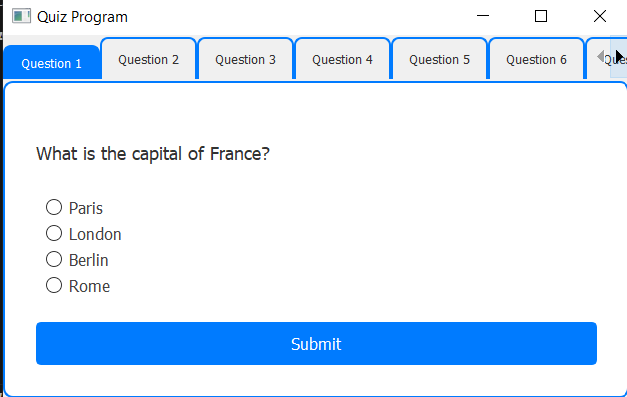 Quiz Program
Question 1 Question 2 Question 3 Question 4 Question 5 Question 6
What is the capital of France?
Paris
London
Berlin
Rome
Submit